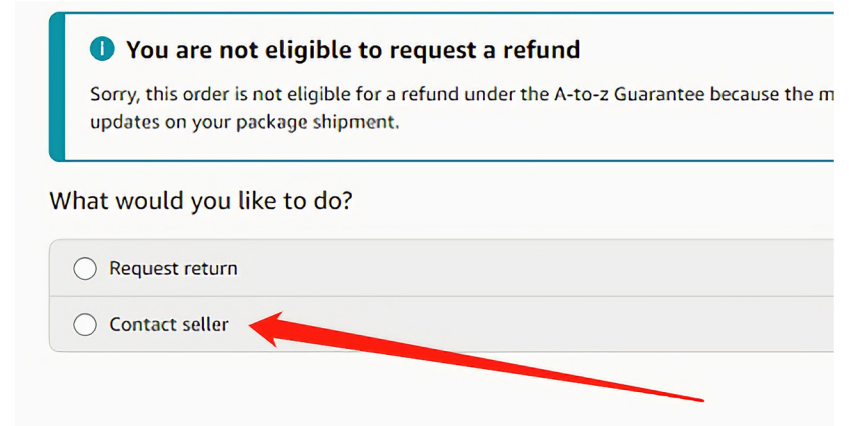 You are not eligible to request a refund
Sorry, this order is not eligible for a refund under the A-to-z Guarantee because the
updates on your package shipment.
What would you like to do?
Request return
Contact seller